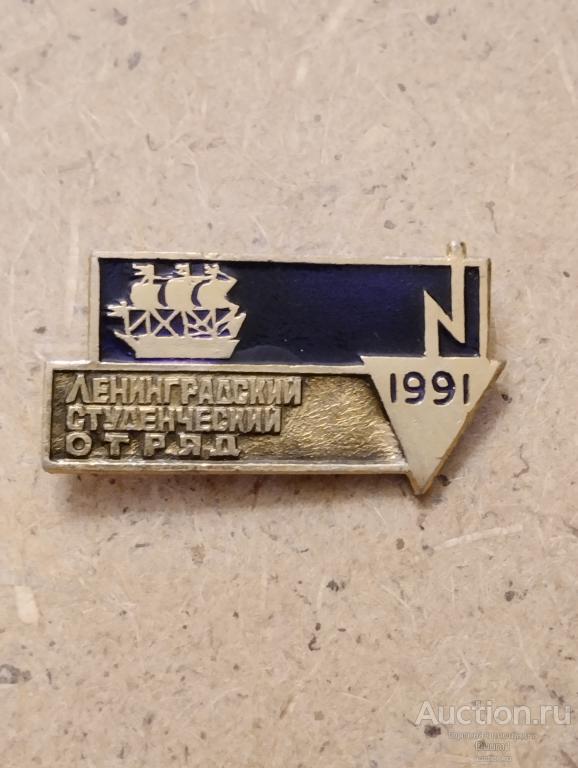 1991
ЛЕНИНГРАДСКИЙ
СТУДЕНЧЕСКИЙ
ОТРЯД
Auction.ru